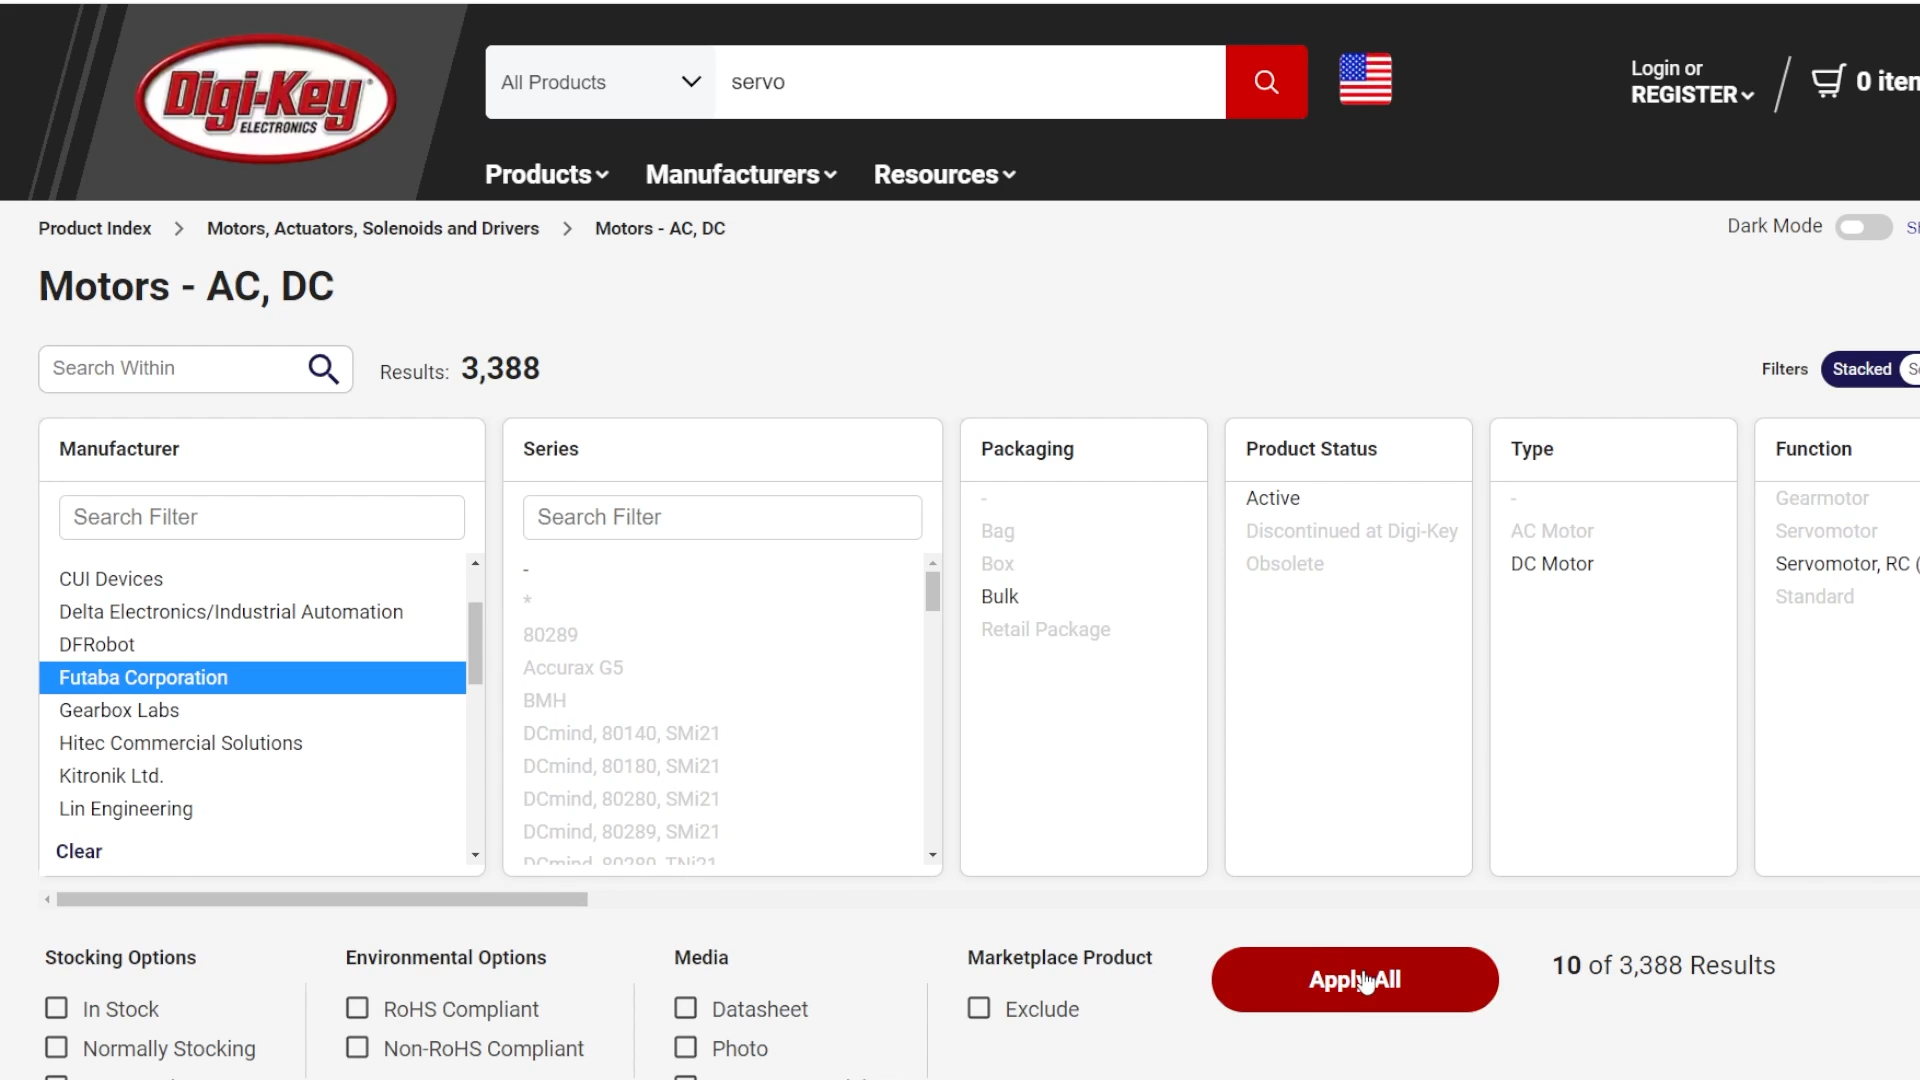 Digi-Key
ELECTRONICS
All Products
servo
Login or
REGISTER
0 item
Products
Manufacturers
Resources
Product Index
Motors, Actuators, Solenoids and Drivers
Motors - AC, DC
Dark Mode
Motors - AC, DC
Search Within
Results: 3,388
Filters
Stacked
Manufacturer
Series
Packaging
Product Status
Type
Function
Search Filter
CUI Devices
Delta Electronics/Industrial Automation
DFRobot
Futaba Corporation
Gearbox Labs
Hitec Commercial Solutions
Kitronik Ltd.
Lin Engineering
Clear
Search Filter
-
*
80289
Accurax G5
BMH
DCmind, 80140, SMi21
DCmind, 80180, SMi21
DCmind, 80280, SMi21
DCmind, 80289, SMi21
DCmind, 80280, TNi21
-
Bag
Box
Bulk
Retail Package
Active
Discontinued at Digi-Key
Obsolete
-
AC Motor
DC Motor
Gearmotor
Servomotor
Servomotor, RC (
Standard
Stocking Options
In Stock
Normally Stocking
Environmental Options
RoHS Compliant
Non-RoHS Compliant
Media
Datasheet
Photo
Marketplace Product
Exclude
Apply All
10 of 3,388 Results